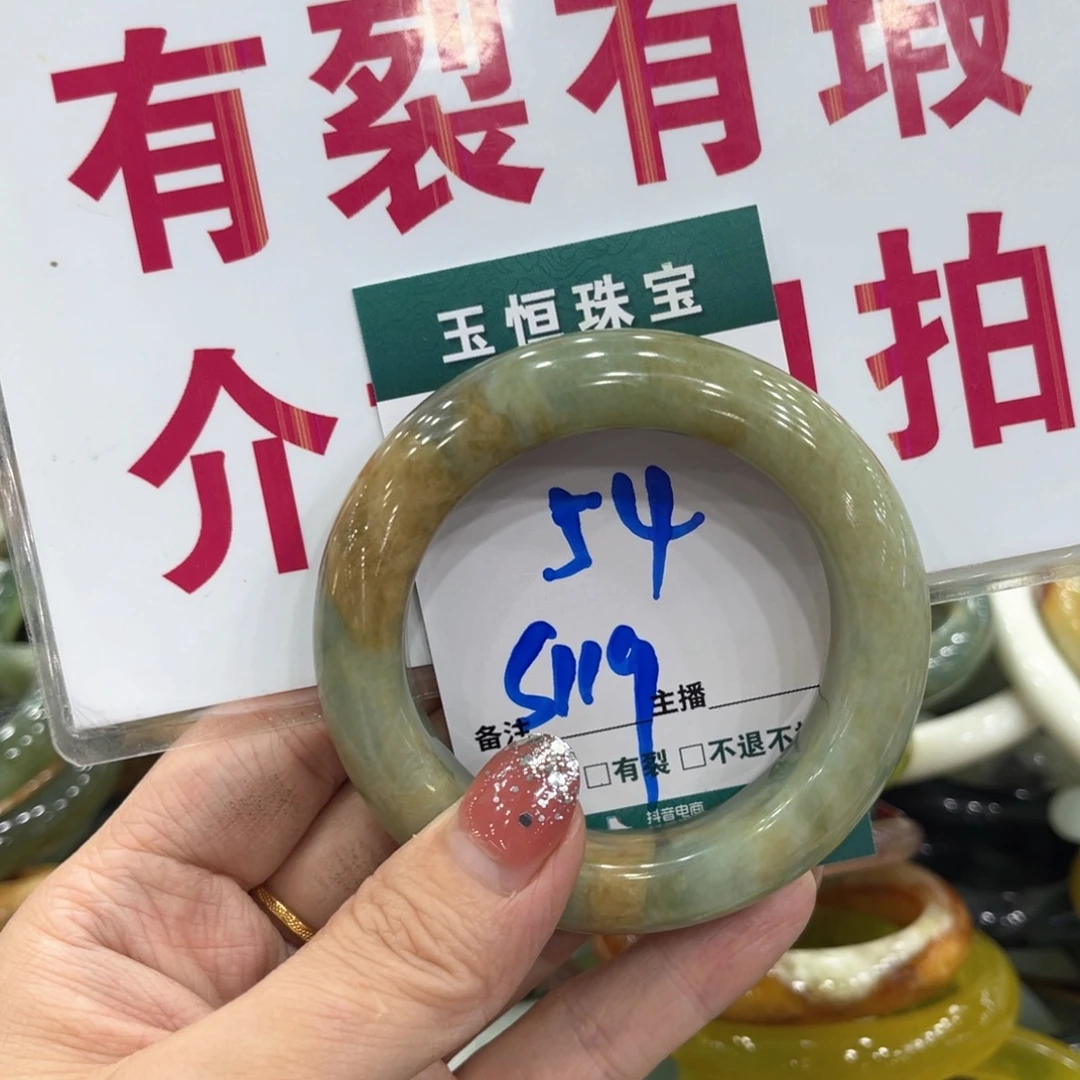 有裂有瑕
介 拍
玉恒珠宝
54
S119
备注 主播
□有裂 □不退不
抖音电商